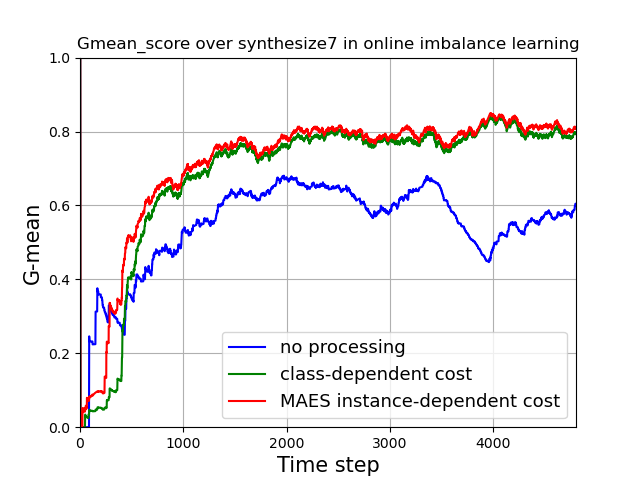 Gmean_score over synthesize7 in online imbalance learning
1.0
0.8
0.6
0.4
0.2
0.0
G-mean
no processing
class-dependent cost
MAES instance-dependent cost
0 1000 2000 3000 4000
Time step